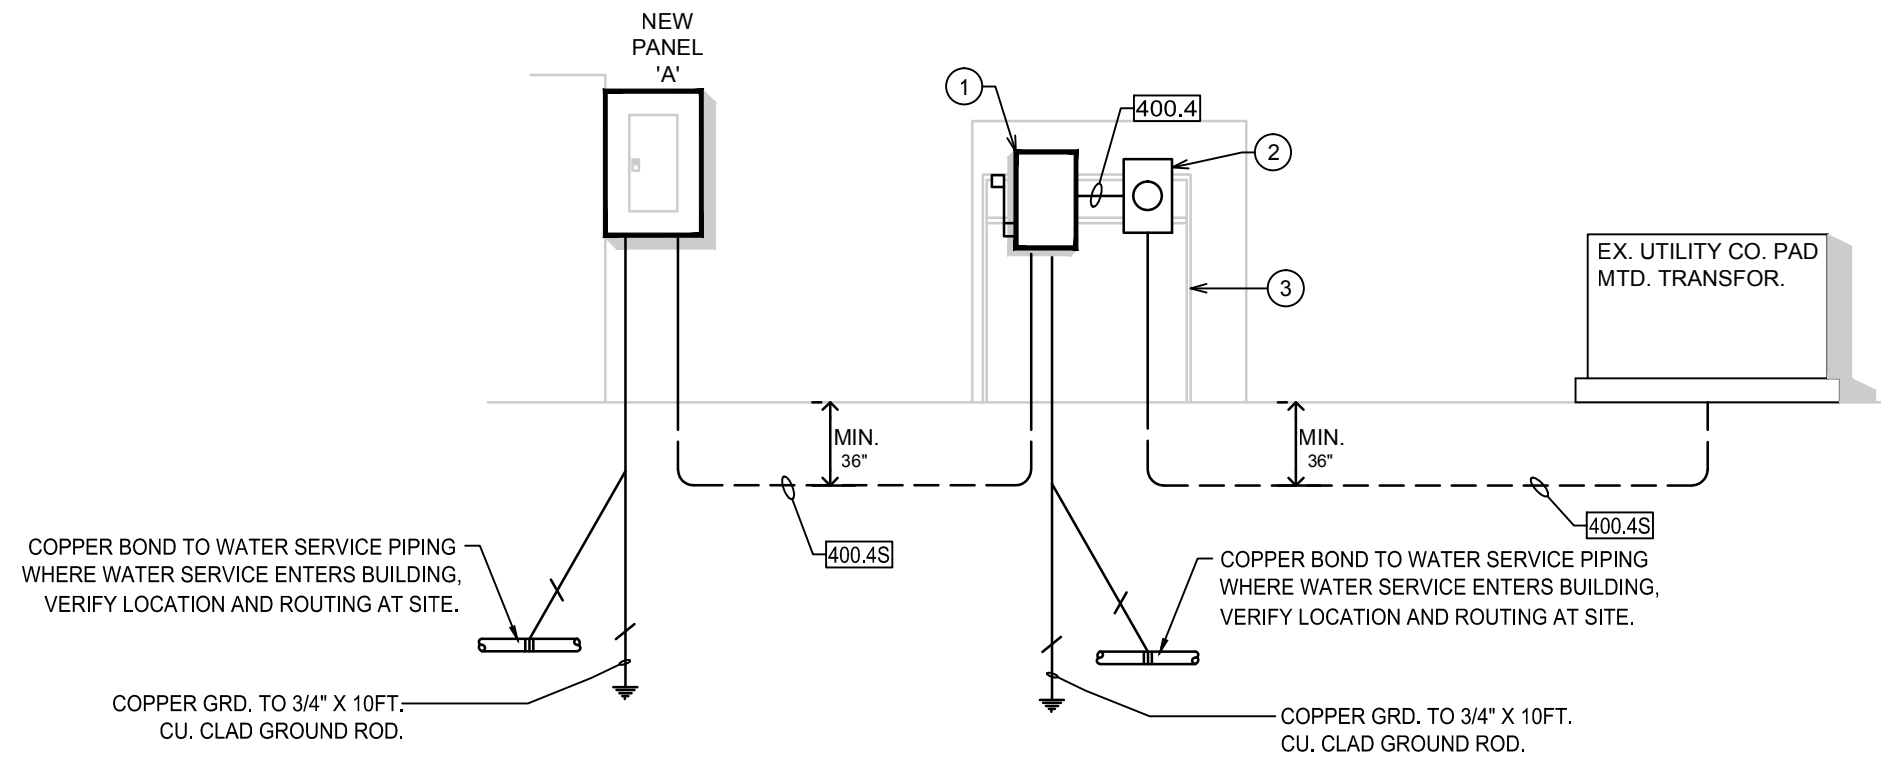 NEW
PANEL
'A'
1
400.4
2
EX. UTILITY CO. PAD
MTD. TRANSFOR.
3
MIN.
36"
MIN.
36"
400.4S
400.4S
COPPER BOND TO WATER SERVICE PIPING
WHERE WATER SERVICE ENTERS BUILDING,
VERIFY LOCATION AND ROUTING AT SITE.
COPPER BOND TO WATER SERVICE PIPING
WHERE WATER SERVICE ENTERS BUILDING,
VERIFY LOCATION AND ROUTING AT SITE.
COPPER GRD. TO 3/4" X 10FT.
CU. CLAD GROUND ROD.
COPPER GRD. TO 3/4" X 10FT.
CU. CLAD GROUND ROD.